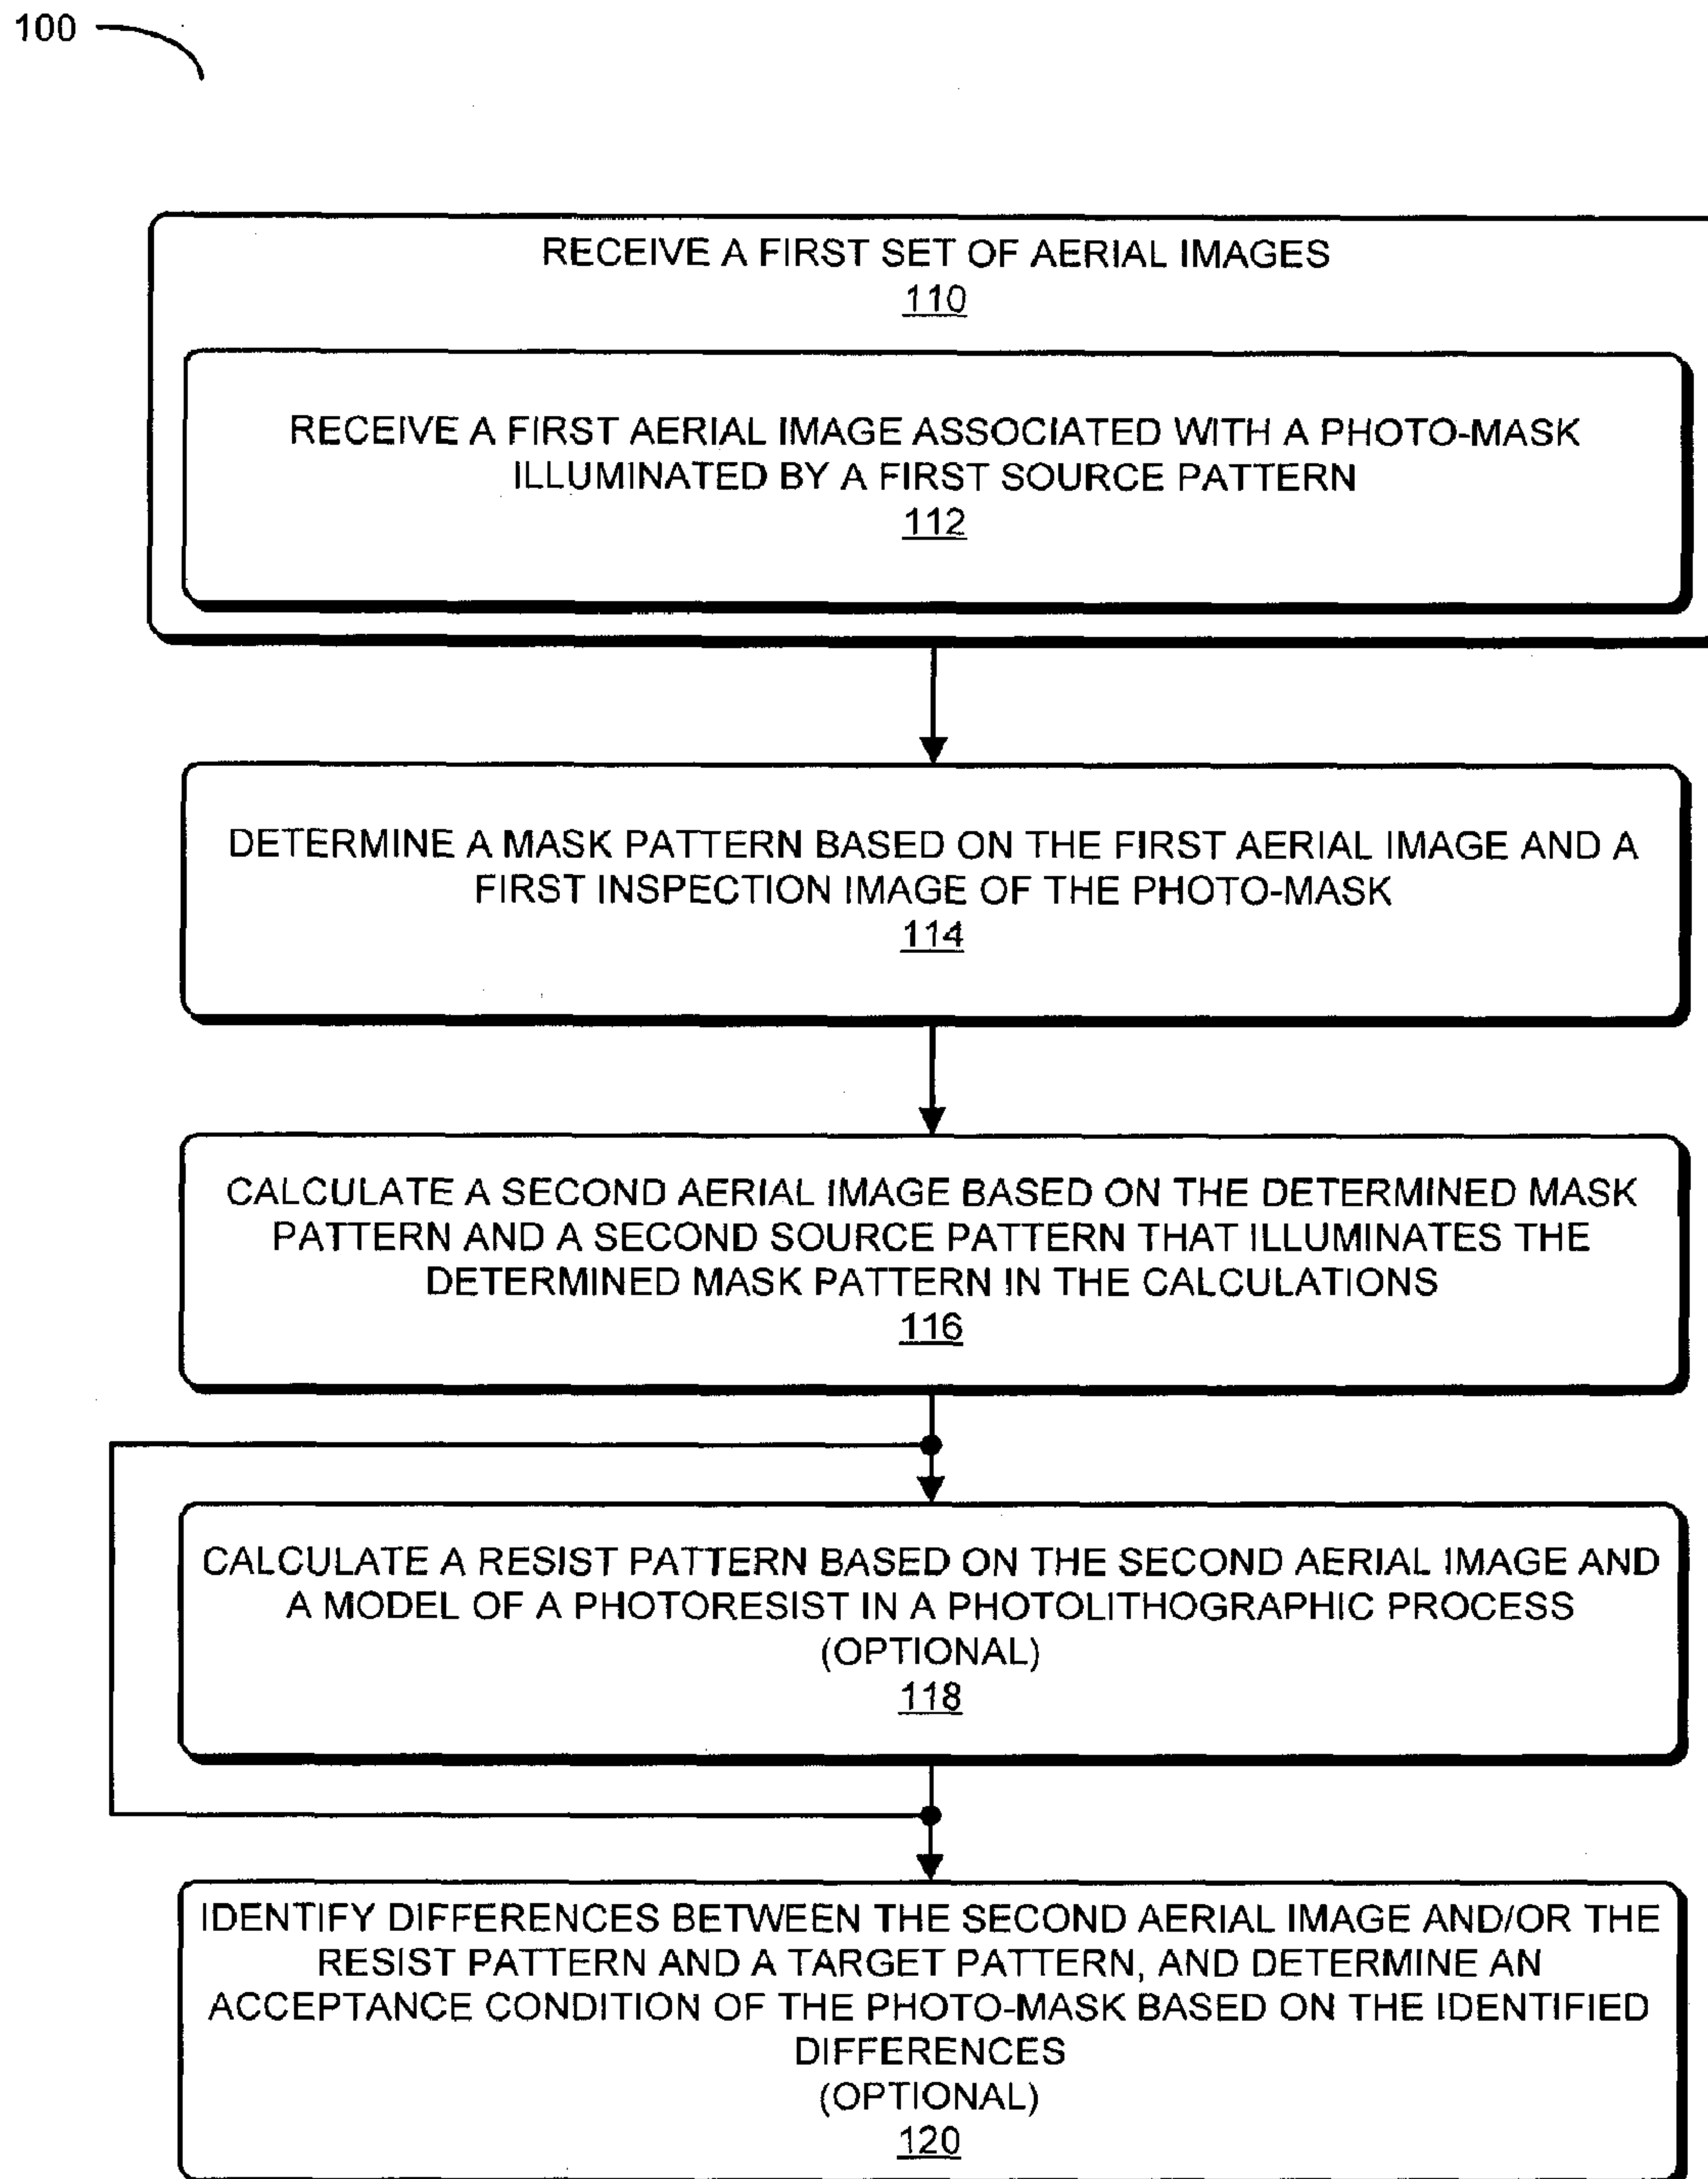 100
RECEIVE A FIRST SET OF AERIAL IMAGES
110
RECEIVE A FIRST AERIAL IMAGE ASSOCIATED WITH A PHOTO-MASK
ILLUMINATED BY A FIRST SOURCE PATTERN
112
DETERMINE A MASK PATTERN BASED ON THE FIRST AERIAL IMAGE AND A
FIRST INSPECTION IMAGE OF THE PHOTO-MASK
114
CALCULATE A SECOND AERIAL IMAGE BASED ON THE DETERMINED MASK
PATTERN AND A SECOND SOURCE PATTERN THAT ILLUMINATES THE
DETERMINED MASK PATTERN IN THE CALCULATIONS
116
CALCULATE A RESIST PATTERN BASED ON THE SECOND AERIAL IMAGE AND
A MODEL OF A PHOTORESIST IN A PHOTOLITHOGRAPHIC PROCESS
(OPTIONAL)
118
IDENTIFY DIFFERENCES BETWEEN THE SECOND AERIAL IMAGE AND/OR THE
RESIST PATTERN AND A TARGET PATTERN, AND DETERMINE AN
ACCEPTANCE CONDITION OF THE PHOTO-MASK BASED ON THE IDENTIFIED
DIFFERENCES
(OPTIONAL)
120